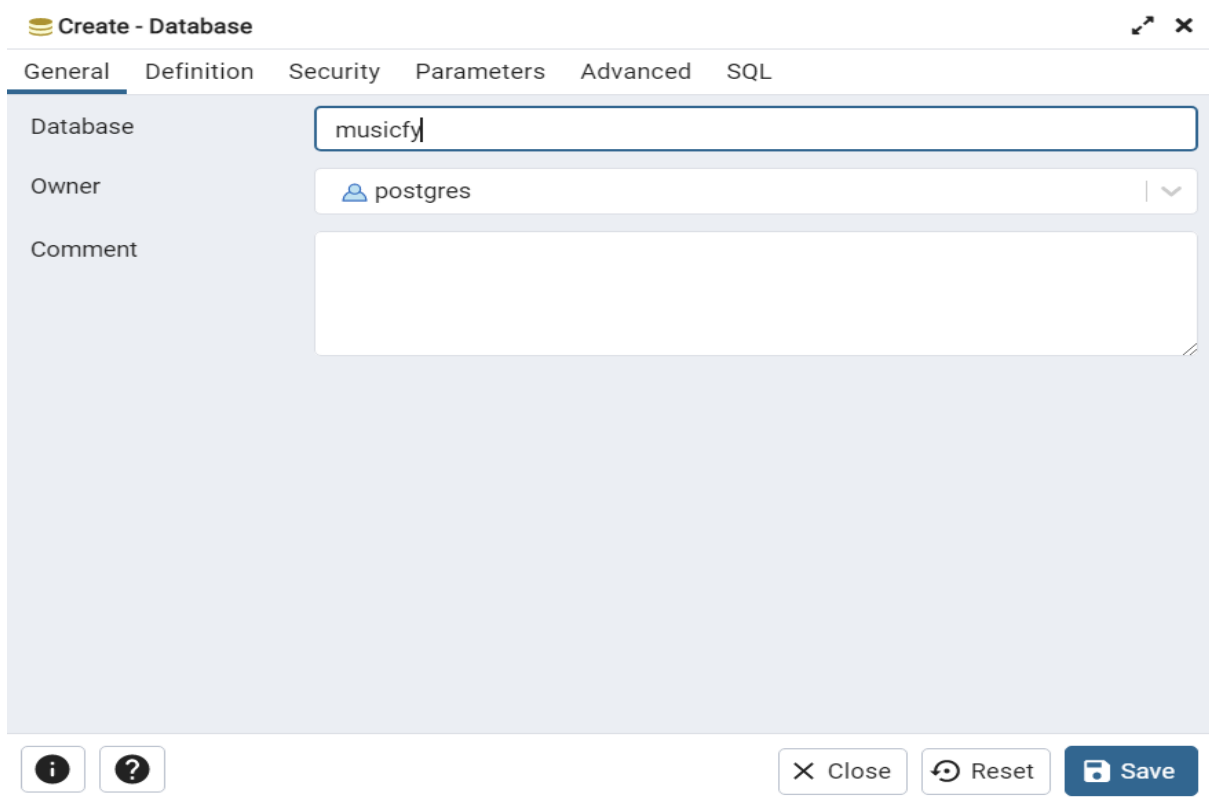 Create - Database
General Definition Security Parameters Advanced SQL
Database musicfy
Owner postgres
Comment
Close Reset Save